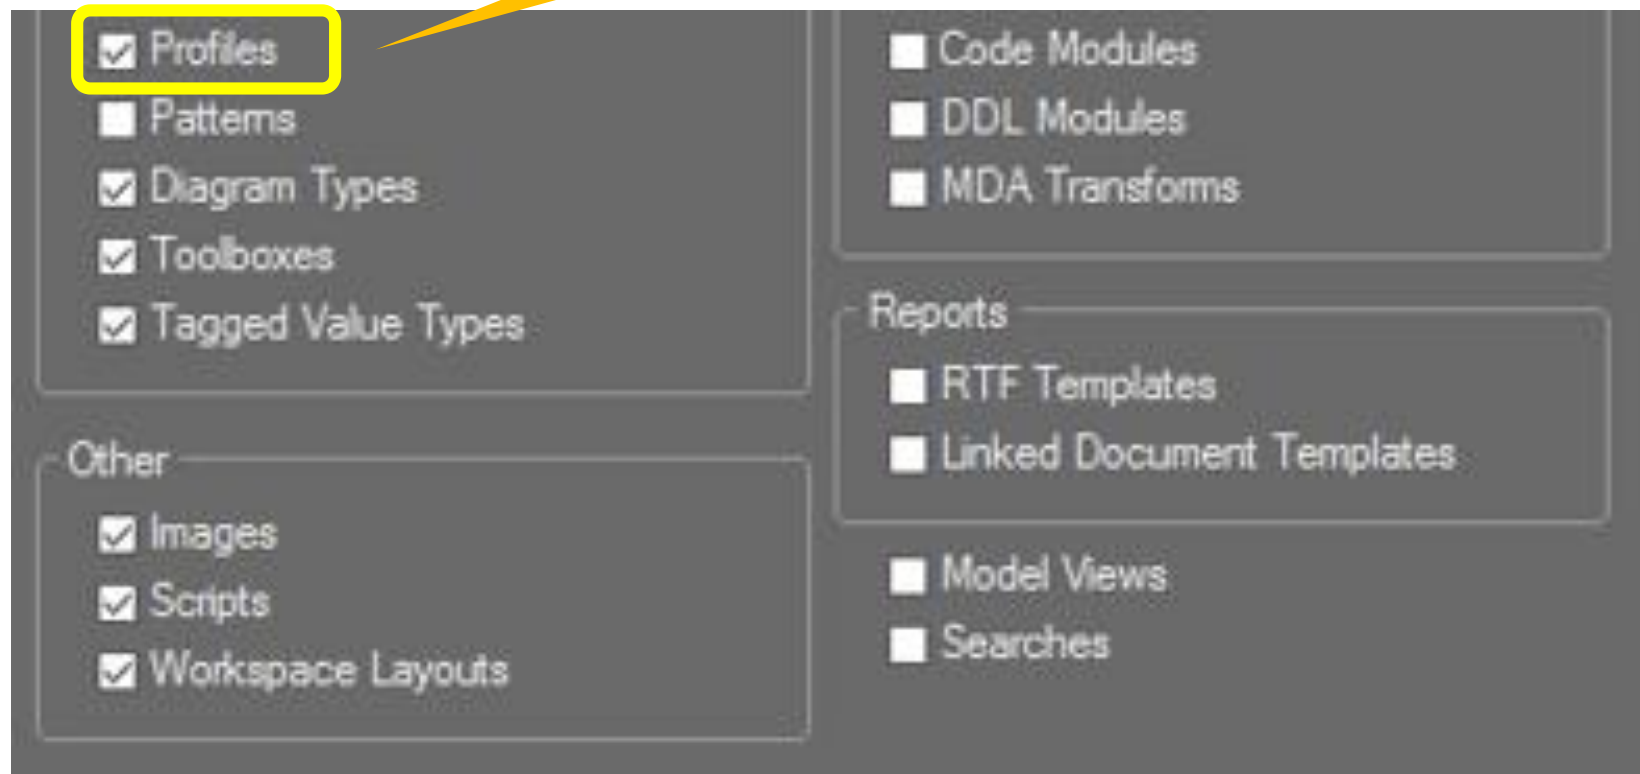 Profiles
Patterns
Diagram Types
Toolboxes
Tagged Value Types
Other
Images
Scripts
Workspace Layouts
Code Modules
DDL Modules
MDA Transforms
Reports
RTF Templates
Linked Document Templates
Model Views
Searches